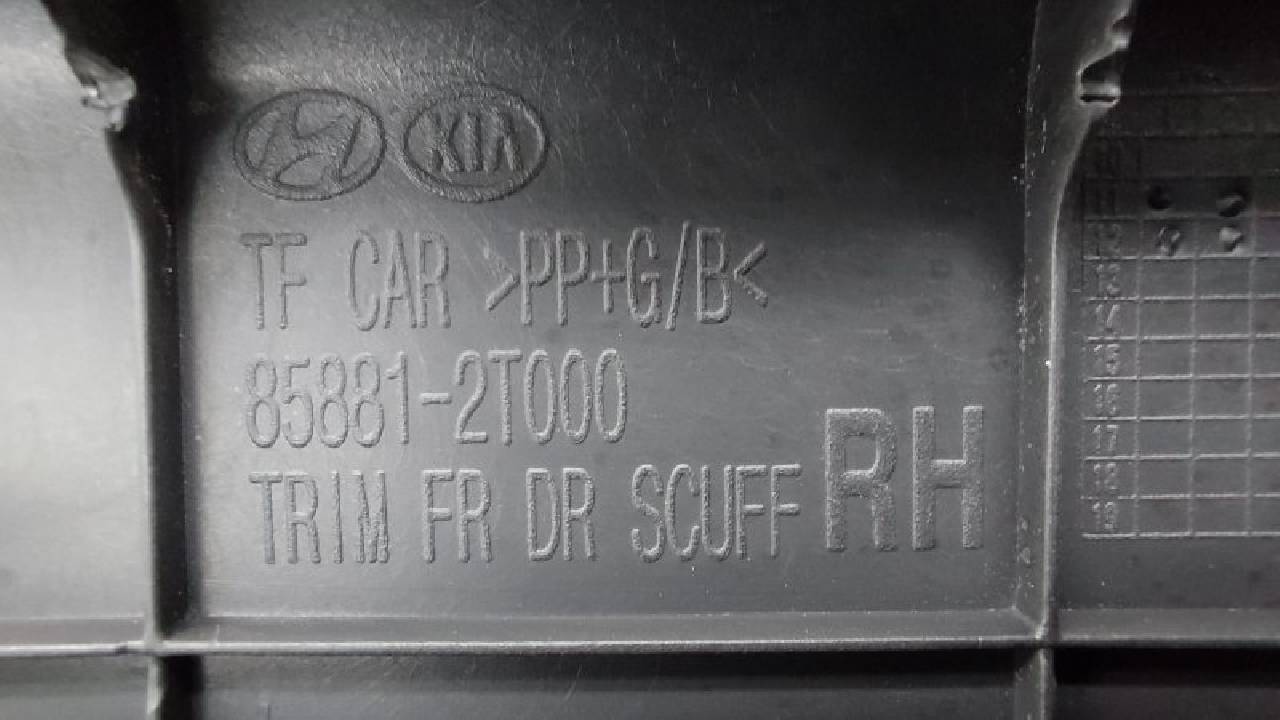 KIA
TF CAR >PP+G/B<
85881-2T000
TRIM FR DR SCUFF RH
11
12
13
14
15
16
17
18
19